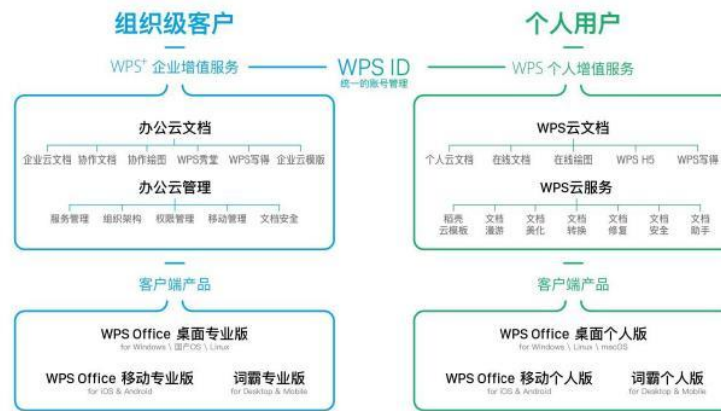 组织级客户
个人用户
WPS⁺ 企业增值服务
WPS ID
统一的账号管理
WPS 个人增值服务
办公云文档
企业云文档 协作文档 协作绘图 WPS秀堂 WPS写得 企业云模版
办公云管理
服务管理 组织架构 权限管理 移动管理 文档安全
WPS云文档
个人云文档 在线文档 在线绘图 WPS H5 WPS写得
WPS云服务
稻壳云模板 文档漫游 文档美化 文档转换 文档修复 文档安全 文档助手
客户端产品
客户端产品
WPS Office 桌面专业版
for Windows \ 国产OS \ Linux
WPS Office 移动专业版 词霸专业版
for iOS & Android for Desktop & Mobile
WPS Office 桌面个人版
for Windows \ Linux \ macOS
WPS Office 移动个人版 词霸个人版
for iOS & Android for Desktop & Mobile